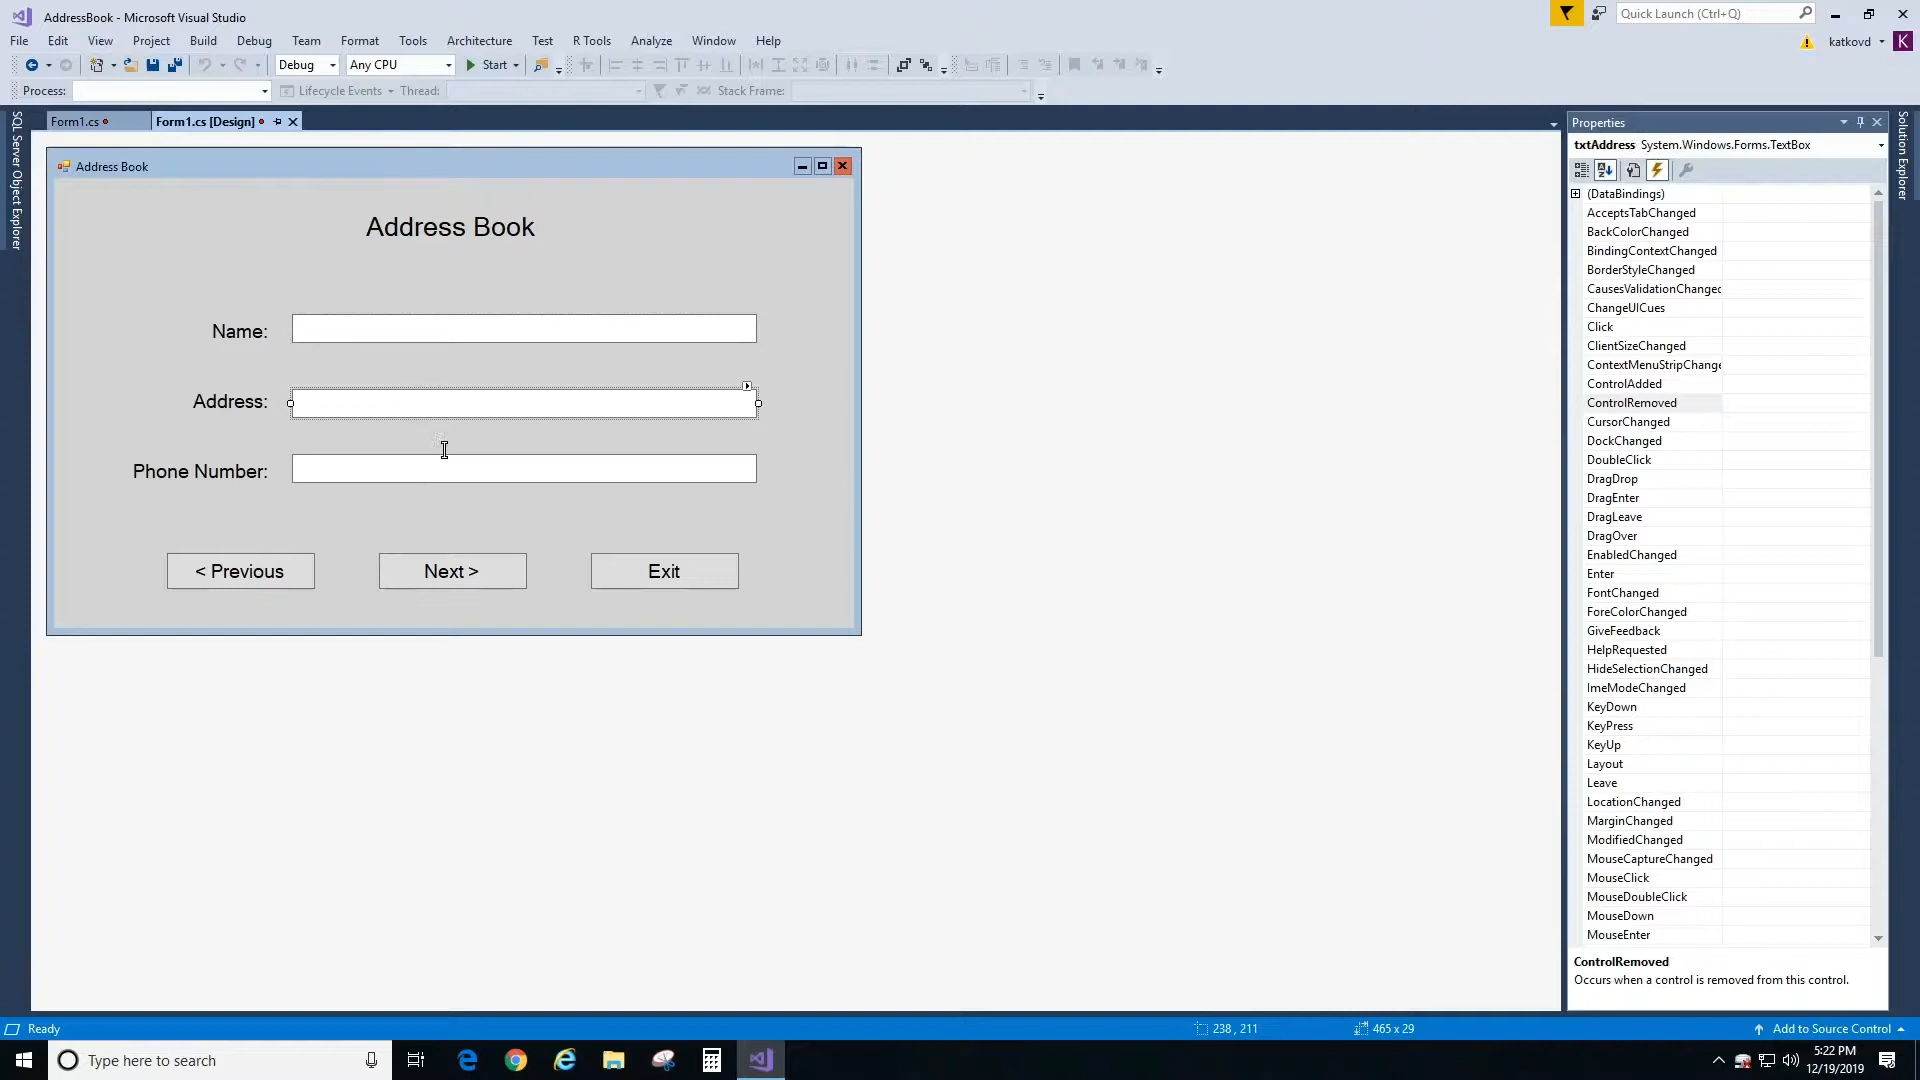 AddressBook - Microsoft Visual Studio
Quick Launch (Ctrl+Q)
File Edit View Project Build Debug Team Format Tools Architecture Test R Tools Analyze Window Help
katkovd K
Debug Any CPU Start
Process: Lifecycle Events Thread: Stack Frame:
SQL Server Object Explorer
Form1.cs
Form1.cs [Design]
Address Book
Address Book
Name:
Address:
Phone Number:
< Previous
Next >
Exit
Properties
txtAddress System.Windows.Forms.TextBox
(DataBindings)
AcceptsTabChanged
BackColorChanged
BindingContextChanged
BorderStyleChanged
CausesValidationChanged
ChangeUICues
Click
ClientSizeChanged
ContextMenuStripChange
ControlAdded
ControlRemoved
CursorChanged
DockChanged
DoubleClick
DragDrop
DragEnter
DragLeave
DragOver
EnabledChanged
Enter
FontChanged
ForeColorChanged
GiveFeedback
HelpRequested
HideSelectionChanged
ImeModeChanged
KeyDown
KeyPress
KeyUp
Layout
Leave
LocationChanged
MarginChanged
ModifiedChanged
MouseCaptureChanged
MouseClick
MouseDoubleClick
MouseDown
MouseEnter
ControlRemoved
Occurs when a control is removed from this control.
Solution Explorer
Ready
238 , 211
465 x 29
Add to Source Control
Type here to search
5:22 PM
12/19/2019